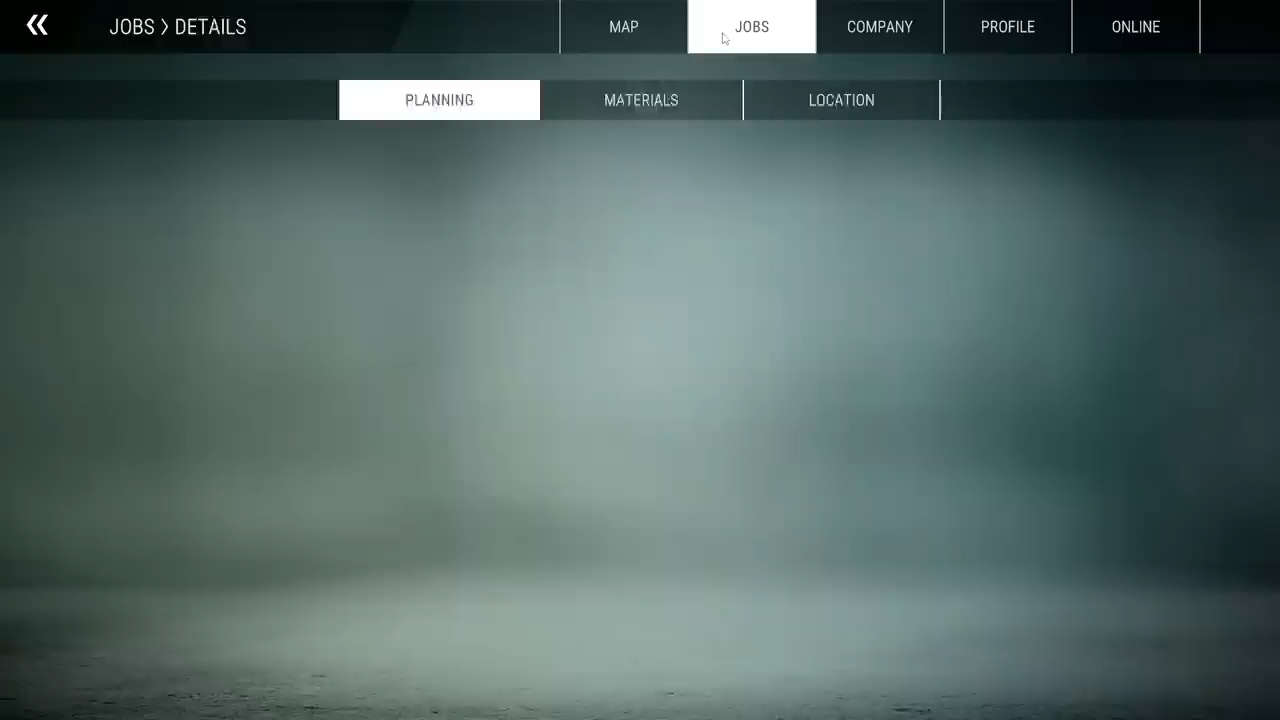 JOBS > DETAILS
MAP
JOBS
COMPANY
PROFILE
ONLINE
PLANNING
MATERIALS
LOCATION